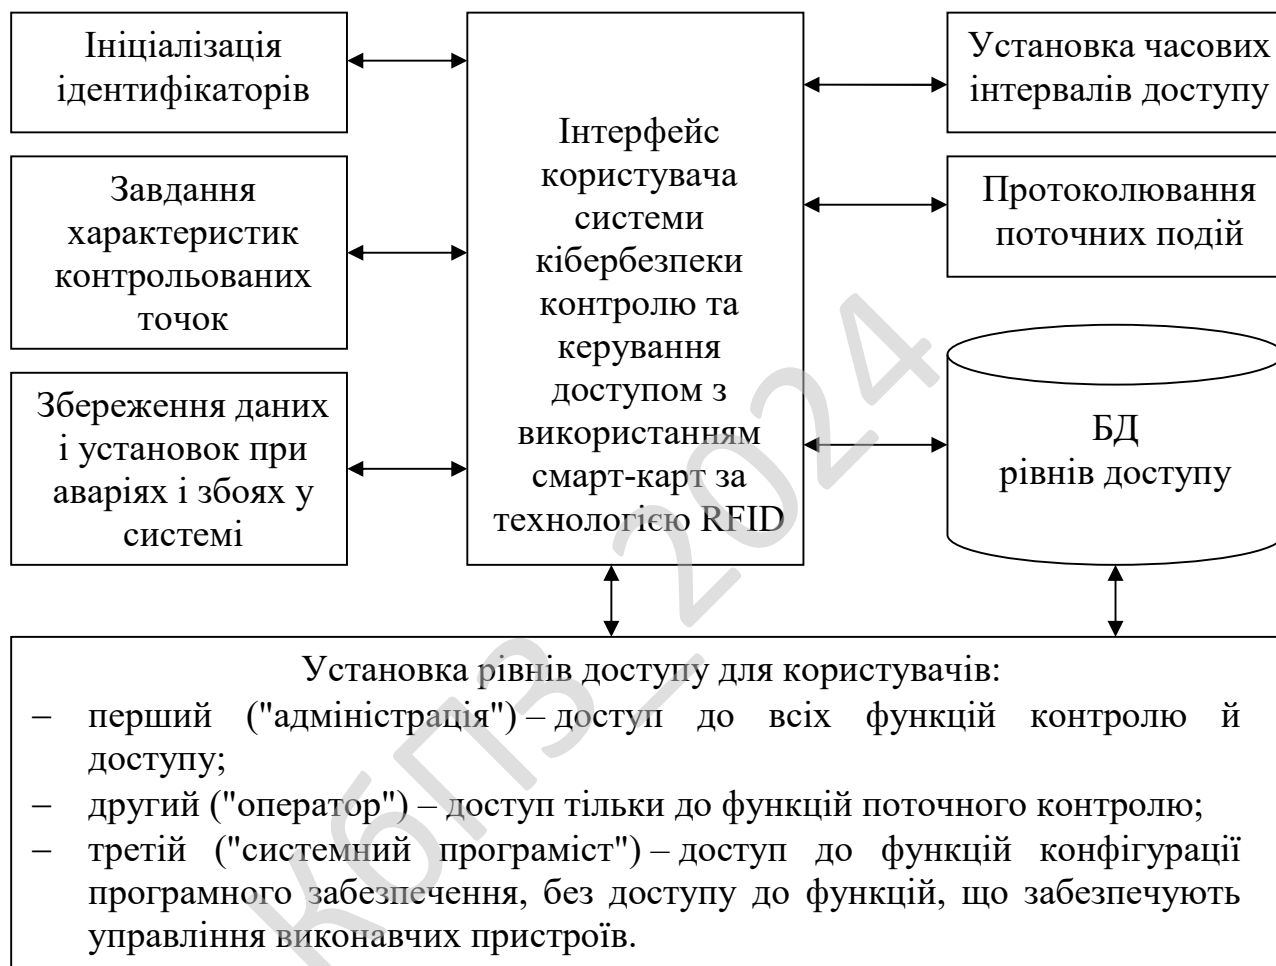 Ініціалізація
ідентифікаторів
Завдання
характеристик
контрольованих
точок
Збереження даних
і установок при
аваріях і збоях у
системі
Інтерфейс
користувача
системи
кібербезпеки
контролю та
керування
доступом з
використанням
смарт-карт за
технологією RFID
Установка часових
інтервалів доступу
Протоколювання
поточних подій
БД
рівнів доступу
Установка рівнів доступу для користувачів:
– перший ("адміністрація") – доступ до всіх функцій контролю й
доступу;
– другий ("оператор") – доступ тільки до функцій поточного контролю;
– третій ("системний програміст") – доступ до функцій конфігурації
програмного забезпечення, без доступу до функцій, що забезпечують
управління виконавчих пристроїв.
КбПЗ_2024